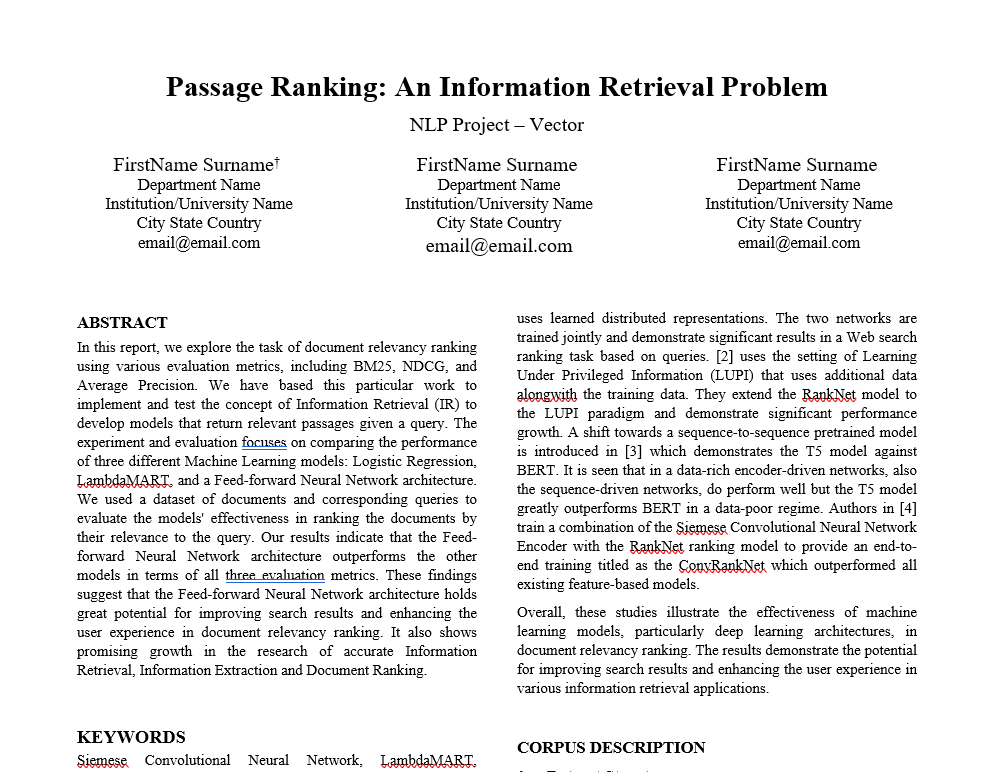 Passage Ranking: An Information Retrieval Problem
NLP Project – Vector
FirstName Surname†
Department Name
Institution/University Name
City State Country
email@email.com
FirstName Surname
Department Name
Institution/University Name
City State Country
email@email.com
FirstName Surname
Department Name
Institution/University Name
City State Country
email@email.com
ABSTRACT
In this report, we explore the task of document relevancy ranking
using various evaluation metrics, including BM25, NDCG, and
Average Precision. We have based this particular work to
implement and test the concept of Information Retrieval (IR) to
develop models that return relevant passages given a query. The
experiment and evaluation focuses on comparing the performance
of three different Machine Learning models: Logistic Regression,
LambdaMART, and a Feed-forward Neural Network architecture.
We used a dataset of documents and corresponding queries to
evaluate the models' effectiveness in ranking the documents by
their relevance to the query. Our results indicate that the Feed-
forward Neural Network architecture outperforms the other
models in terms of all three evaluation metrics. These findings
suggest that the Feed-forward Neural Network architecture holds
great potential for improving search results and enhancing the
user experience in document relevancy ranking. It also shows
promising growth in the research of accurate Information
Retrieval, Information Extraction and Document Ranking.
KEYWORDS
Siemese Convolutional Neural Network, LambdaMART,
uses learned distributed representations. The two networks are
trained jointly and demonstrate significant results in a Web search
ranking task based on queries. [2] uses the setting of Learning
Under Privileged Information (LUPI) that uses additional data
alongwith the training data. They extend the RankNet model to
the LUPI paradigm and demonstrate significant performance
growth. A shift towards a sequence-to-sequence pretrained model
is introduced in [3] which demonstrates the T5 model against
BERT. It is seen that in a data-rich encoder-driven networks, also
the sequence-driven networks, do perform well but the T5 model
greatly outperforms BERT in a data-poor regime. Authors in [4]
train a combination of the Siemese Convolutional Neural Network
Encoder with the RankNet ranking model to provide an end-to-
end training titled as the ConvRankNet which outperformed all
existing feature-based models.
Overall, these studies illustrate the effectiveness of machine
learning models, particularly deep learning architectures, in
document relevancy ranking. The results demonstrate the potential
for improving search results and enhancing the user experience in
various information retrieval applications.
CORPUS DESCRIPTION